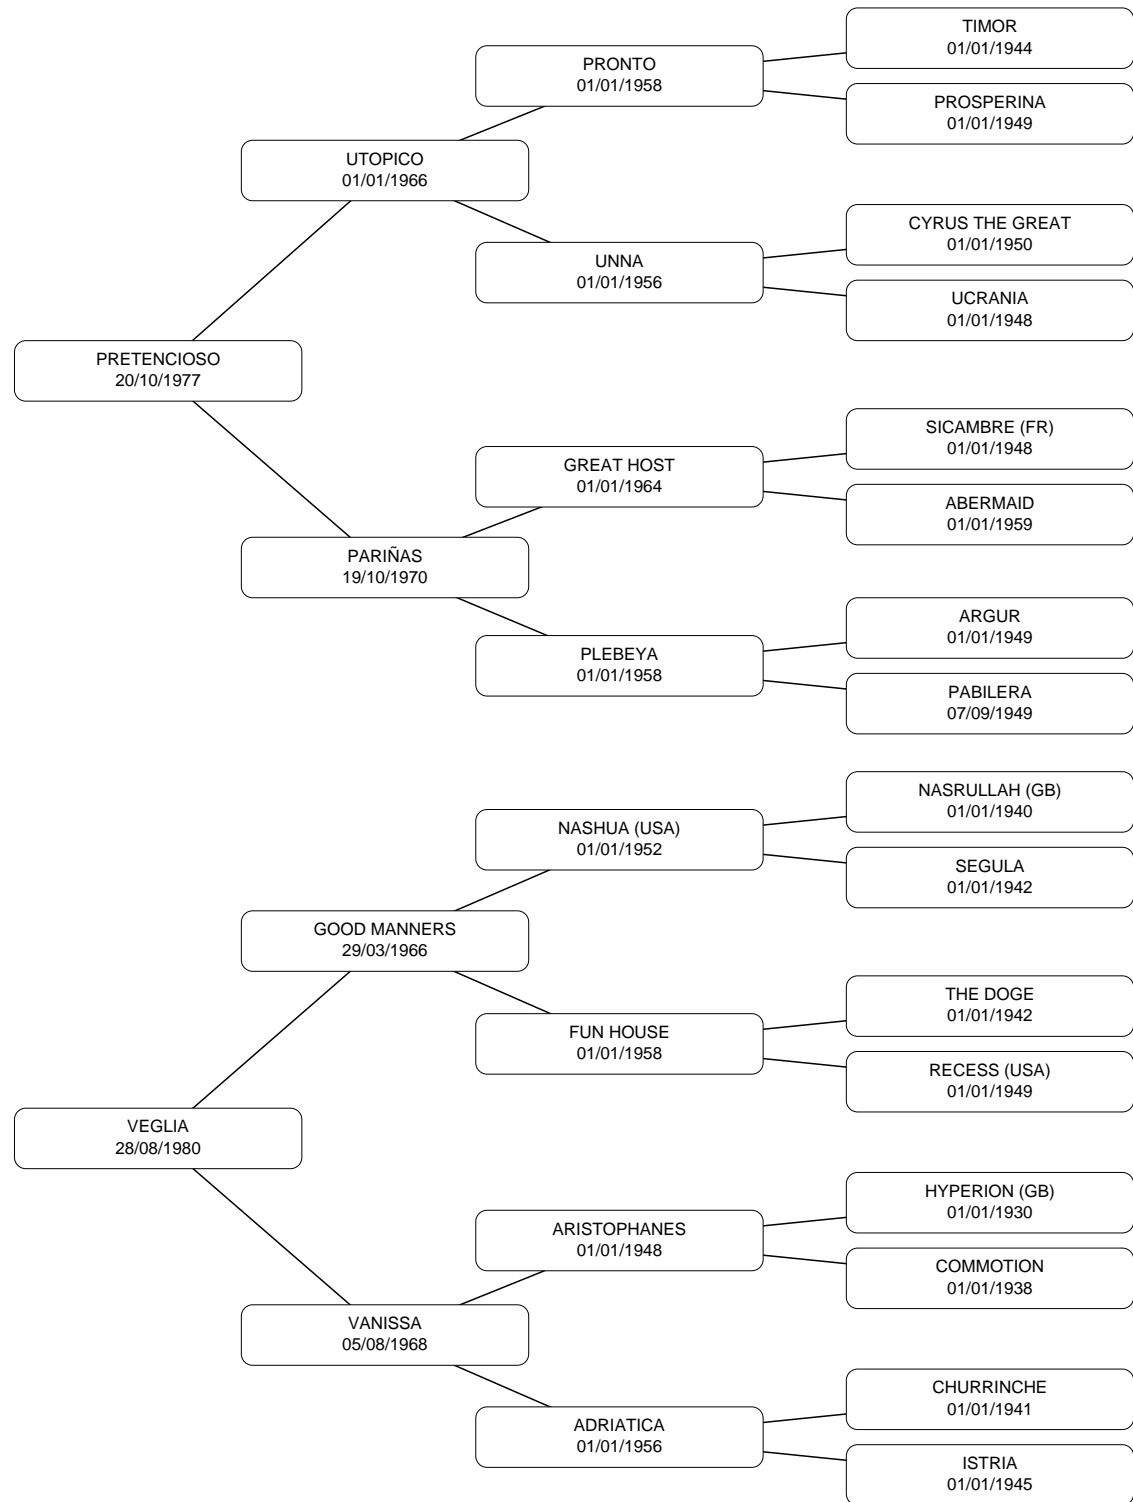 TIMOR
01/01/1944
PRONTO
01/01/1958
PROSPERINA
01/01/1949
UTOPICO
01/01/1966
CYRUS THE GREAT
01/01/1950
UNNA
01/01/1956
UCRANIA
01/01/1948
PRETENCIOSO
20/10/1977
SICAMBRE (FR)
01/01/1948
GREAT HOST
01/01/1964
ABERMAID
01/01/1959
PARIÑAS
19/10/1970
ARGUR
01/01/1949
PLEBEYA
01/01/1958
PABILERA
07/09/1949
NASRULLAH (GB)
01/01/1940
NASHUA (USA)
01/01/1952
SEGULA
01/01/1942
GOOD MANNERS
29/03/1966
THE DOGE
01/01/1942
FUN HOUSE
01/01/1958
RECESS (USA)
01/01/1949
VEGLIA
28/08/1980
HYPERION (GB)
01/01/1930
ARISTOPHANES
01/01/1948
COMMOTION
01/01/1938
VANISSA
05/08/1968
CHURRINCHE
01/01/1941
ADRIATICA
01/01/1956
ISTRIA
01/01/1945